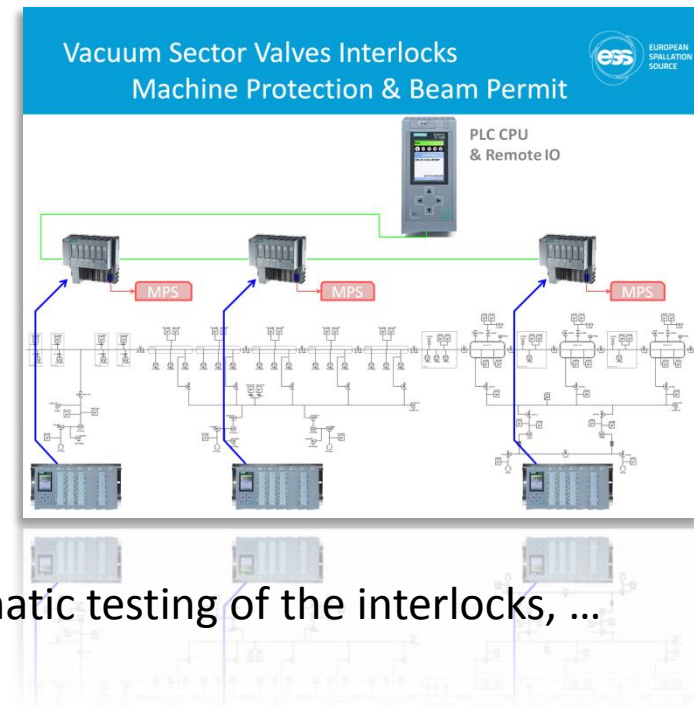 Vacuum Sector Valves Interlocks
Machine Protection & Beam Permit
ess
EUROPEAN
SPALLATION
SOURCE
PLC CPU
& Remote IO
MPS
MPS
MPS
matic testing of the interlocks, ...